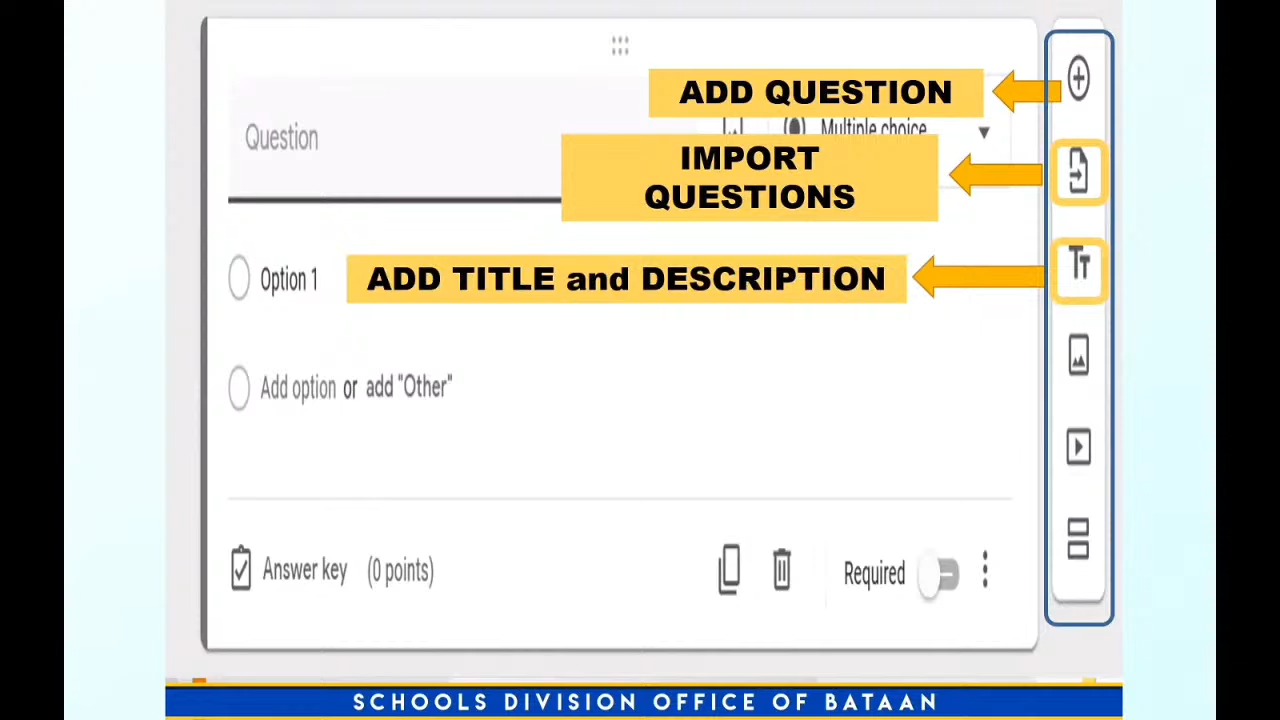 ADD QUESTION
Question
Multiple choice
IMPORT
QUESTIONS
Option 1
ADD TITLE and DESCRIPTION
Add option or add "Other"
Answer key (0 points)
Required
SCHOOLS DIVISION OFFICE OF BATAAN